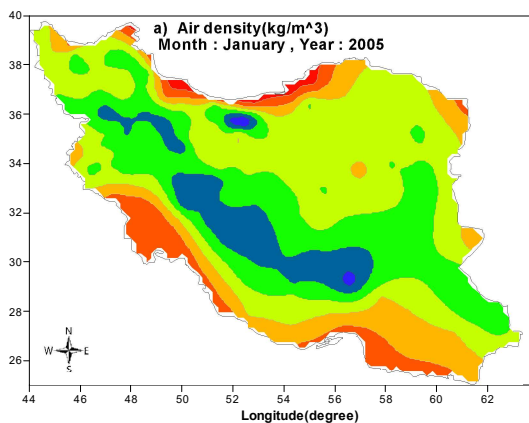 a) Air density(kg/m^3)
Month : January , Year : 2005
40
38
36
34
32
30
28
26
N
W E
S
44 46 48 50 52 54 56 58 60 62
Longitude(degree)